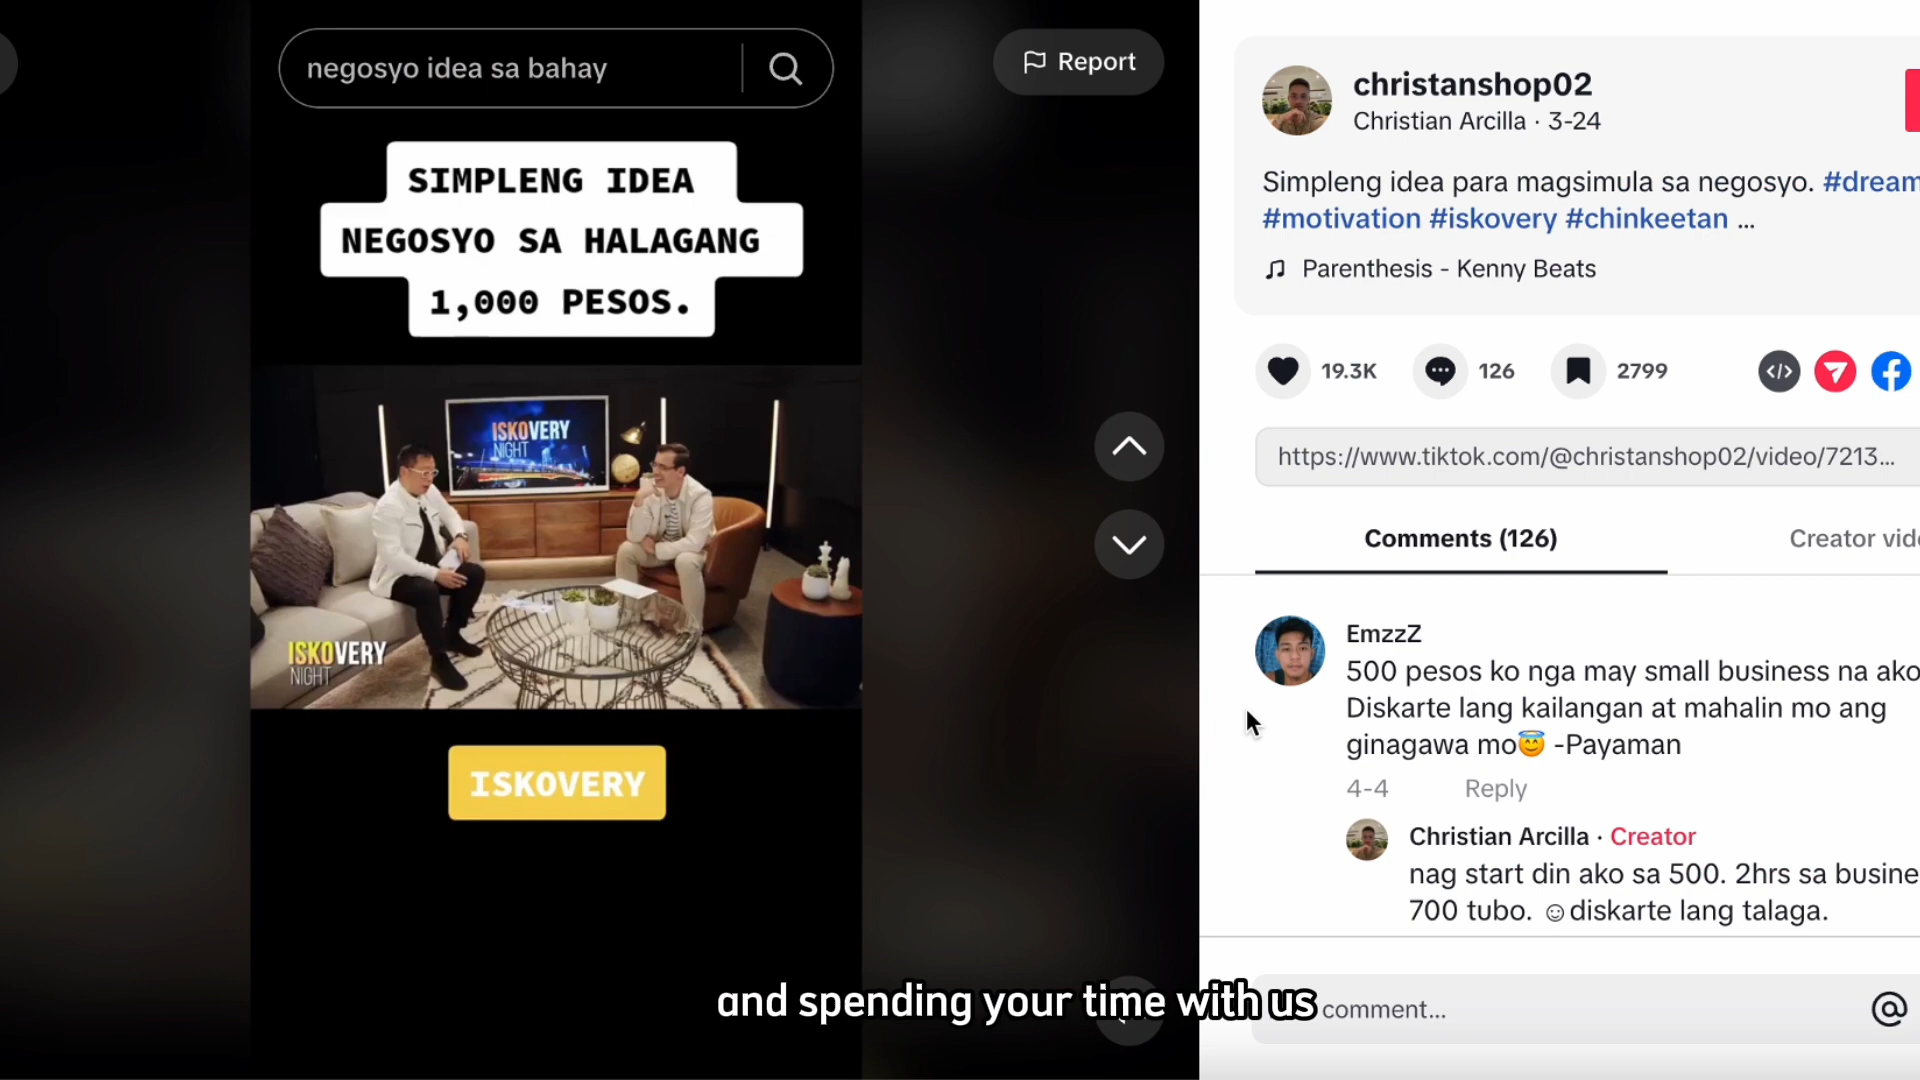 negosyo idea sa bahay
Report
SIMPLENG IDEA
NEGOSYO SA HALAGANG
1,000 PESOS.
ISKOVERY
NIGHT
ISKOVERY
NIGHT
ISKOVERY
christanshop02
Christian Arcilla · 3-24
Simpleng idea para magsimula sa negosyo. #dream
#motivation #iskovery #chinkeetan ...
Parenthesis - Kenny Beats
19.3K
126
2799
https://www.tiktok.com/@christanshop02/video/7213...
Comments (126)
Creator vide
EmzzZ
500 pesos ko nga may small business na ako
Diskarte lang kailangan at mahalin mo ang
ginagawa mo😇 -Payaman
4-4 Reply
Christian Arcilla · Creator
nag start din ako sa 500. 2hrs sa busine
700 tubo. ☺diskarte lang talaga.
comment...
and spending your time with us